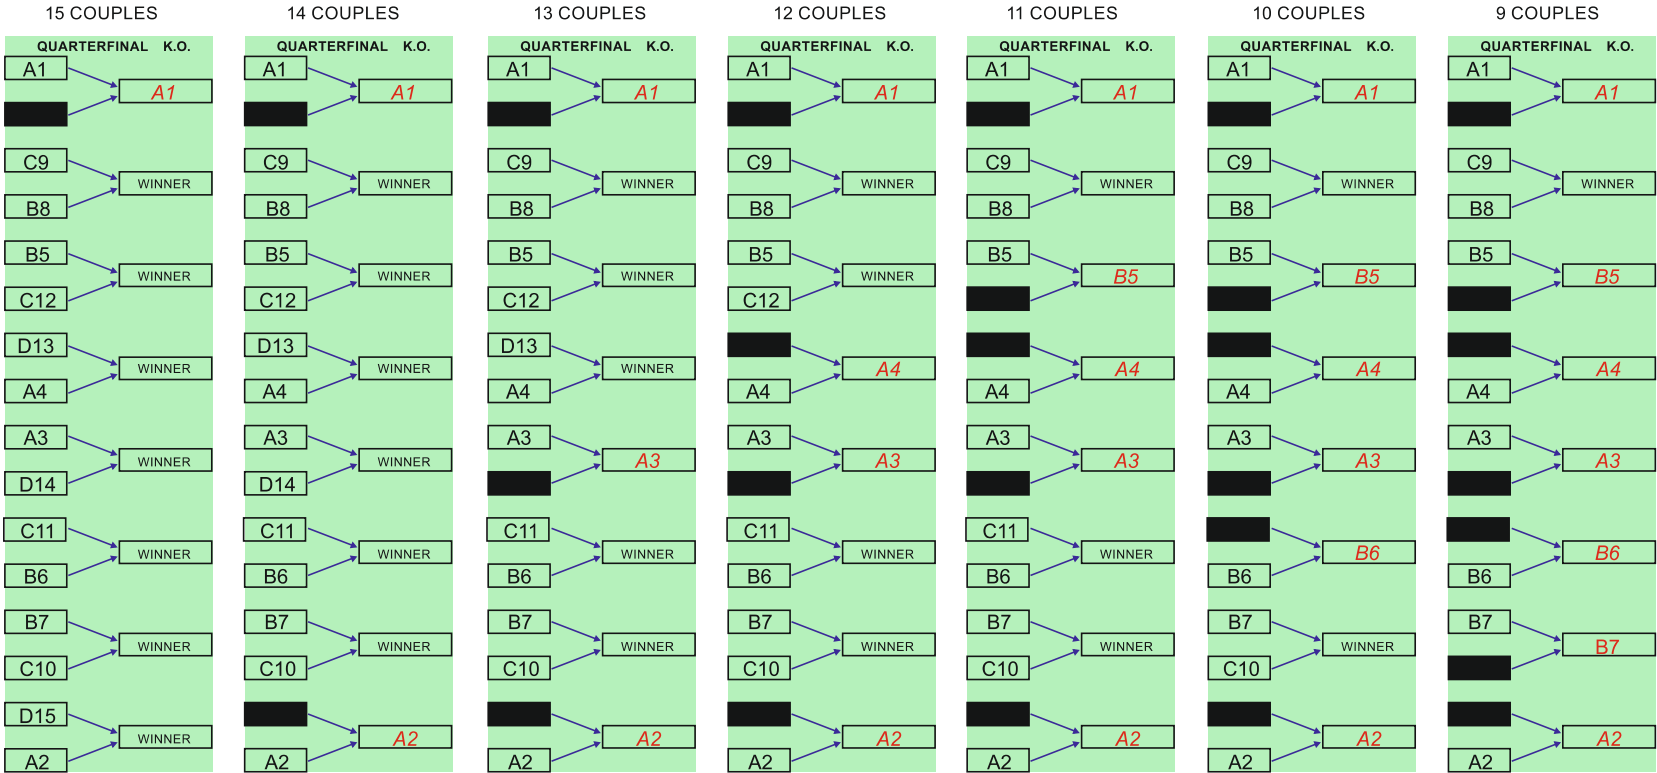 15 COUPLES
QUARTERFINAL K.O.
A1
A1
C9
WINNER
B8
B5
WINNER
C12
D13
WINNER
A4
A3
WINNER
D14
C11
WINNER
B6
B7
WINNER
C10
D15
WINNER
A2
14 COUPLES
QUARTERFINAL K.O.
A1
A1
C9
WINNER
B8
B5
WINNER
C12
D13
WINNER
A4
A3
WINNER
D14
C11
WINNER
B6
B7
WINNER
C10
A2
A2
13 COUPLES
QUARTERFINAL K.O.
A1
A1
C9
WINNER
B8
B5
WINNER
C12
D13
WINNER
A4
A3
A3
C11
WINNER
B6
B7
WINNER
C10
A2
A2
12 COUPLES
QUARTERFINAL K.O.
A1
A1
C9
WINNER
B8
B5
WINNER
C12
A4
A4
A3
A3
C11
WINNER
B6
B7
WINNER
C10
A2
A2
11 COUPLES
QUARTERFINAL K.O.
A1
A1
C9
WINNER
B8
B5
B5
A4
A4
A3
A3
C11
WINNER
B6
B7
WINNER
C10
A2
A2
10 COUPLES
QUARTERFINAL K.O.
A1
A1
C9
WINNER
B8
B5
B5
A4
A4
A3
A3
B6
B6
B7
WINNER
C10
A2
A2
9 COUPLES
QUARTERFINAL K.O.
A1
A1
C9
WINNER
B8
B5
B5
A4
A4
A3
A3
B6
B6
B7
B7
A2
A2